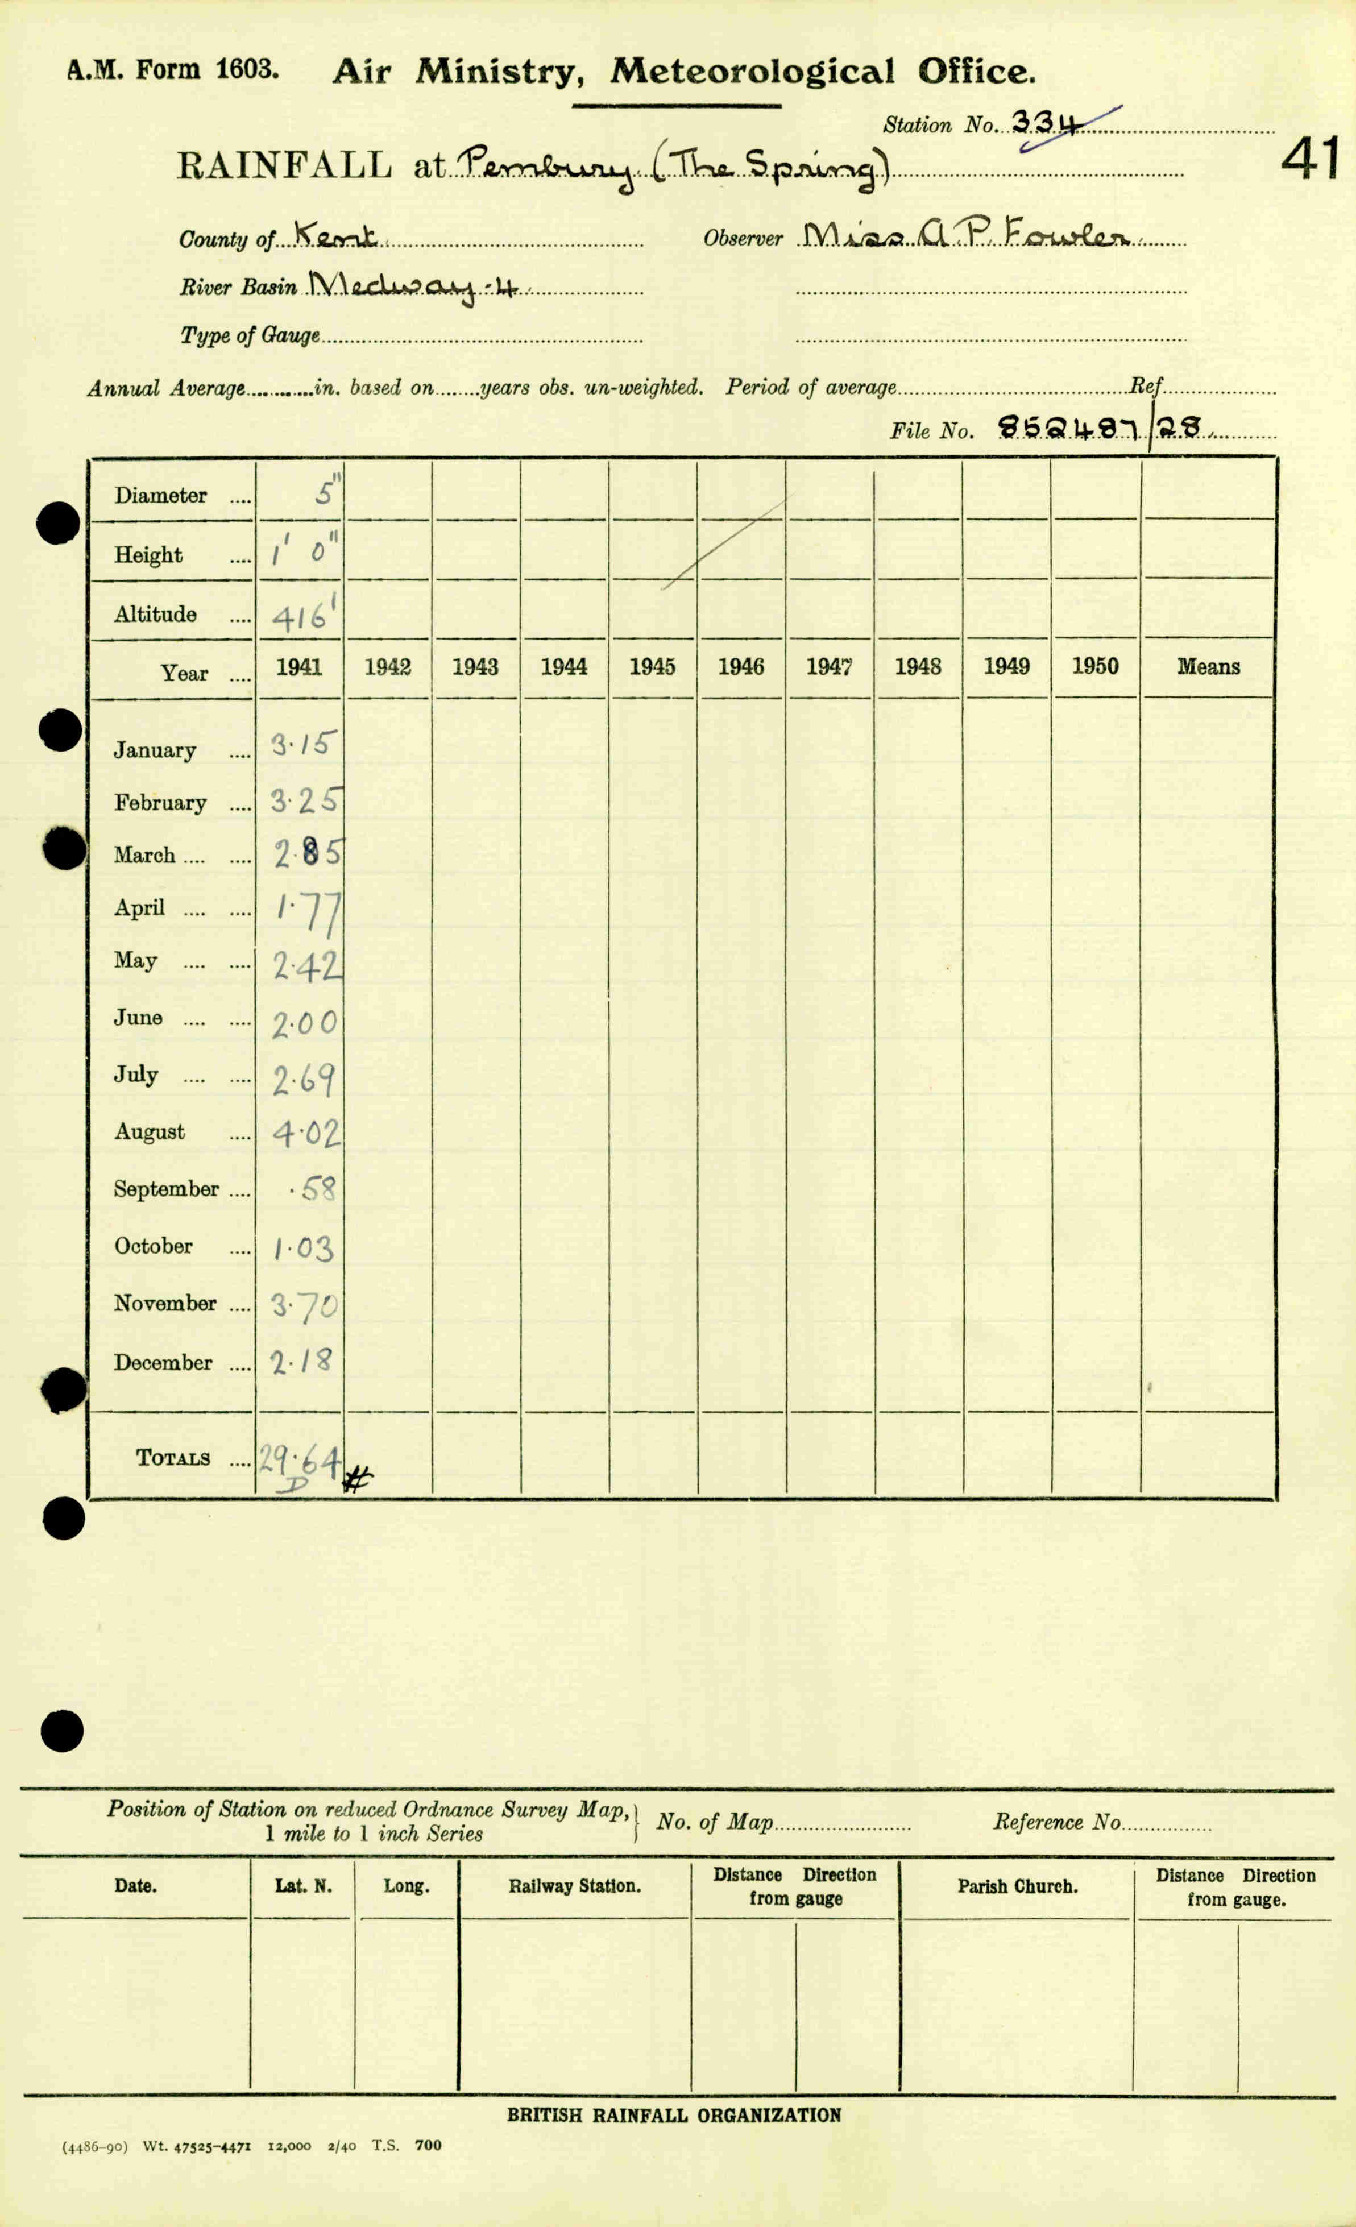 A.M. Form 1603. Air Ministry, Meteorological Office.
Station No. 334
41
RAINFALL at Pembury. (The Spring)
County of Kent Observer Miss A. P. Fowler.
River Basin Medway - 4
Type of Gauge
Annual Average............in. based on........years obs. un-weighted. Period of average.............Ref.............
File No. 852487/28
Diameter .... 5"
Height .... 1' 0"
Altitude .... 416'
Year .... 1941 1942 1943 1944 1945 1946 1947 1948 1949 1950 Means
January .... 3.15
February .... 3.25
March .... .... 2.85
April .... .... 1.77
May .... .... 2.42
June .... .... 2.00
July .... .... 2.69
August .... 4.02
September .... .58
October .... 1.03
November .... 3.70
December .... 2.18
TOTALS .... 29.64 #
D
Position of Station on reduced Ordnance Survey Map, } No. of Map............. Reference No.............
1 mile to 1 inch Series
Date. Lat. N. Long. Railway Station. Distance Direction from gauge Parish Church. Distance Direction from gauge.
BRITISH RAINFALL ORGANIZATION
(4486-90) Wt. 47525-4471 12,000 2/40 T.S. 700